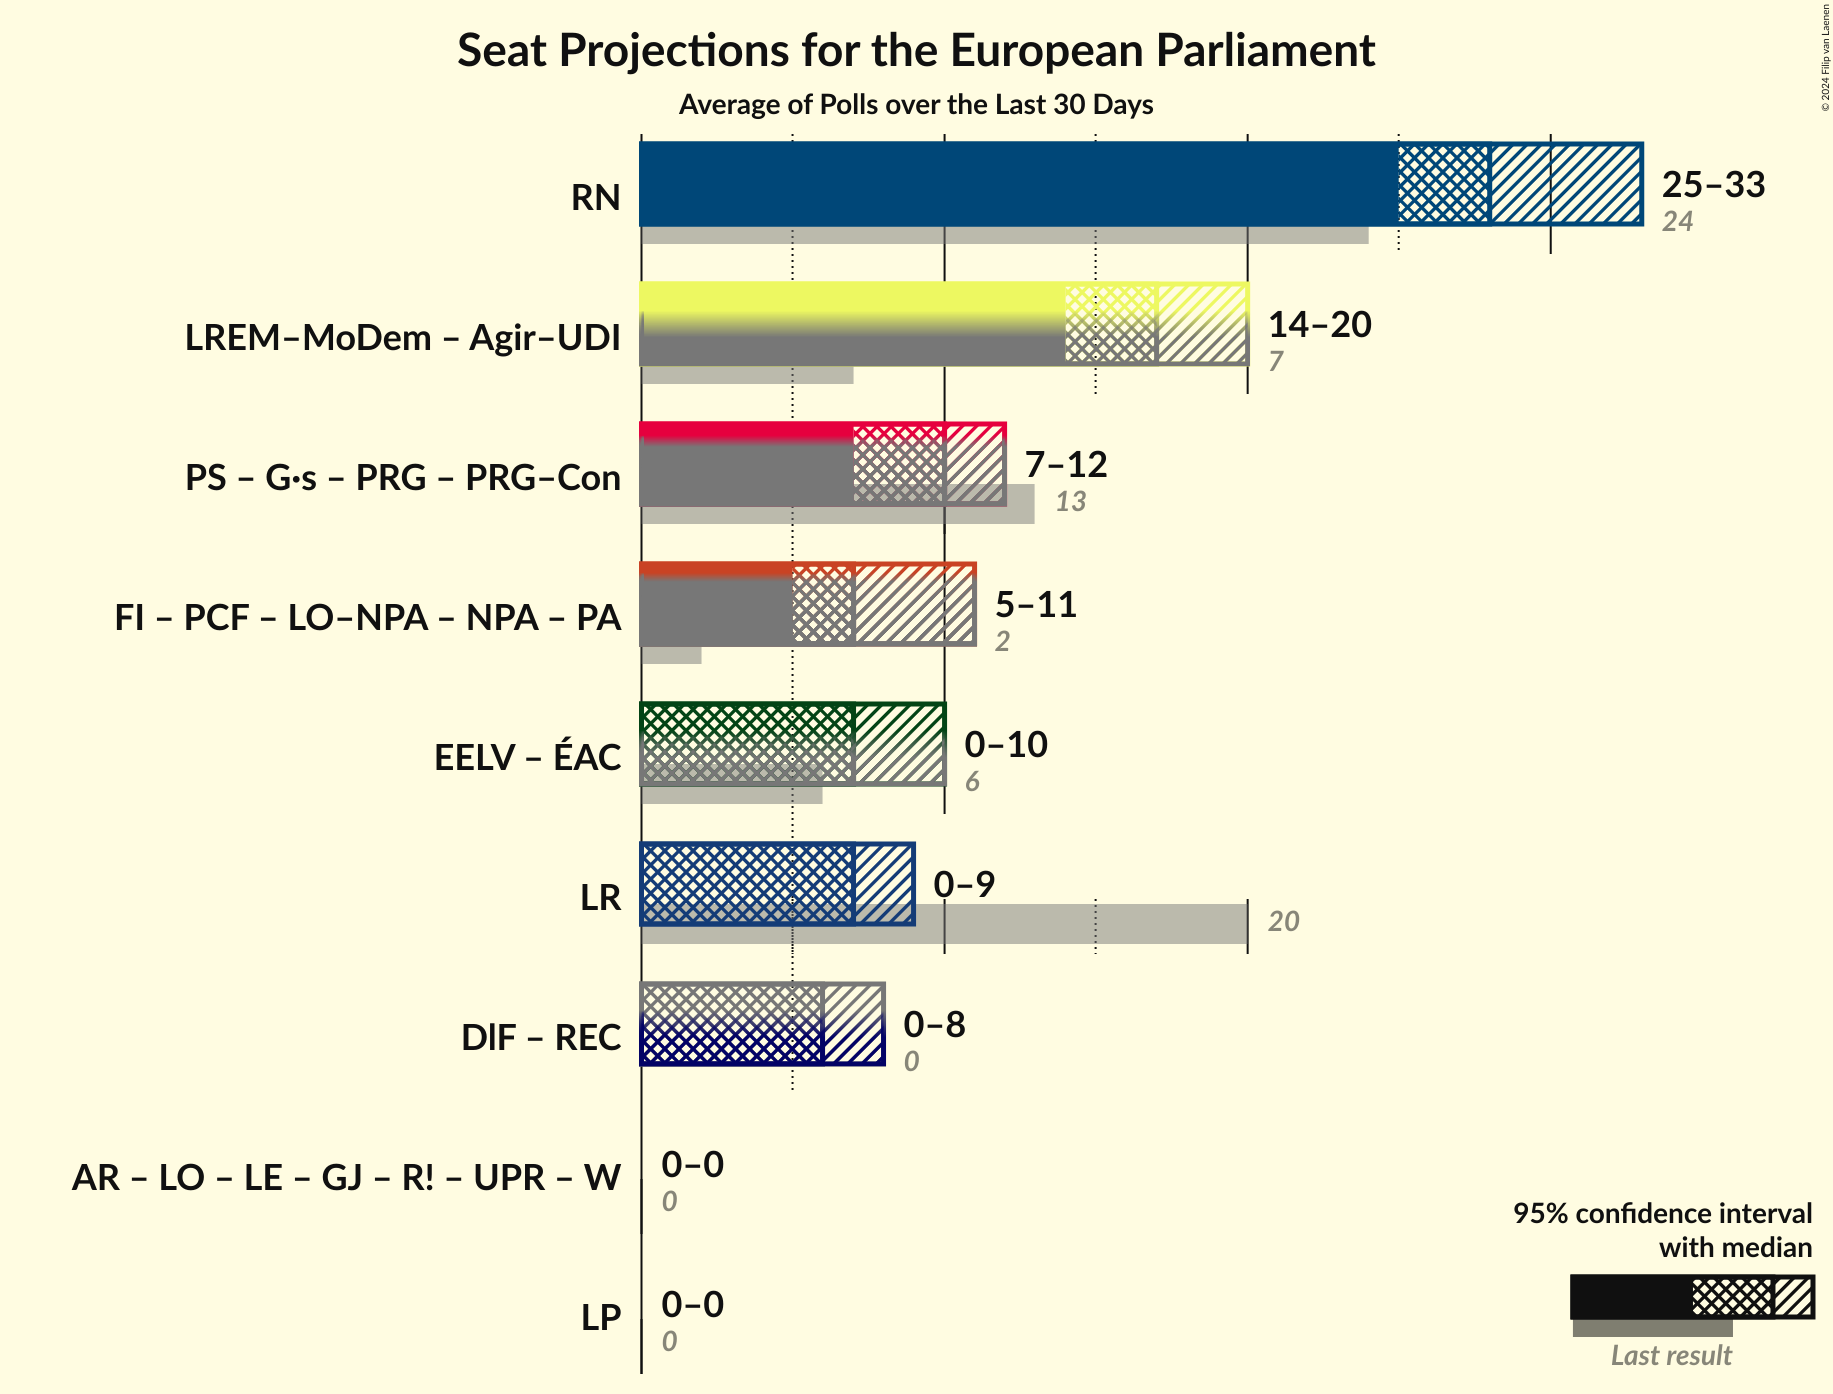 Seat Projections for the European Parliament
Average of Polls over the Last 30 Days
© 2024 Filip van Laenen
RN
25–33
24
LREM–MoDem – Agir–UDI
14–20
7
PS – G·s – PRG – PRG–Con
7–12
13
FI – PCF – LO–NPA – NPA – PA
5–11
2
EELV – ÉAC
0–10
6
LR
0–9
20
DlF – REC
0–8
0
AR – LO – LE – GJ – R! – UPR – W
0–0
0
LP
0–0
0
95% confidence interval
with median
Last result